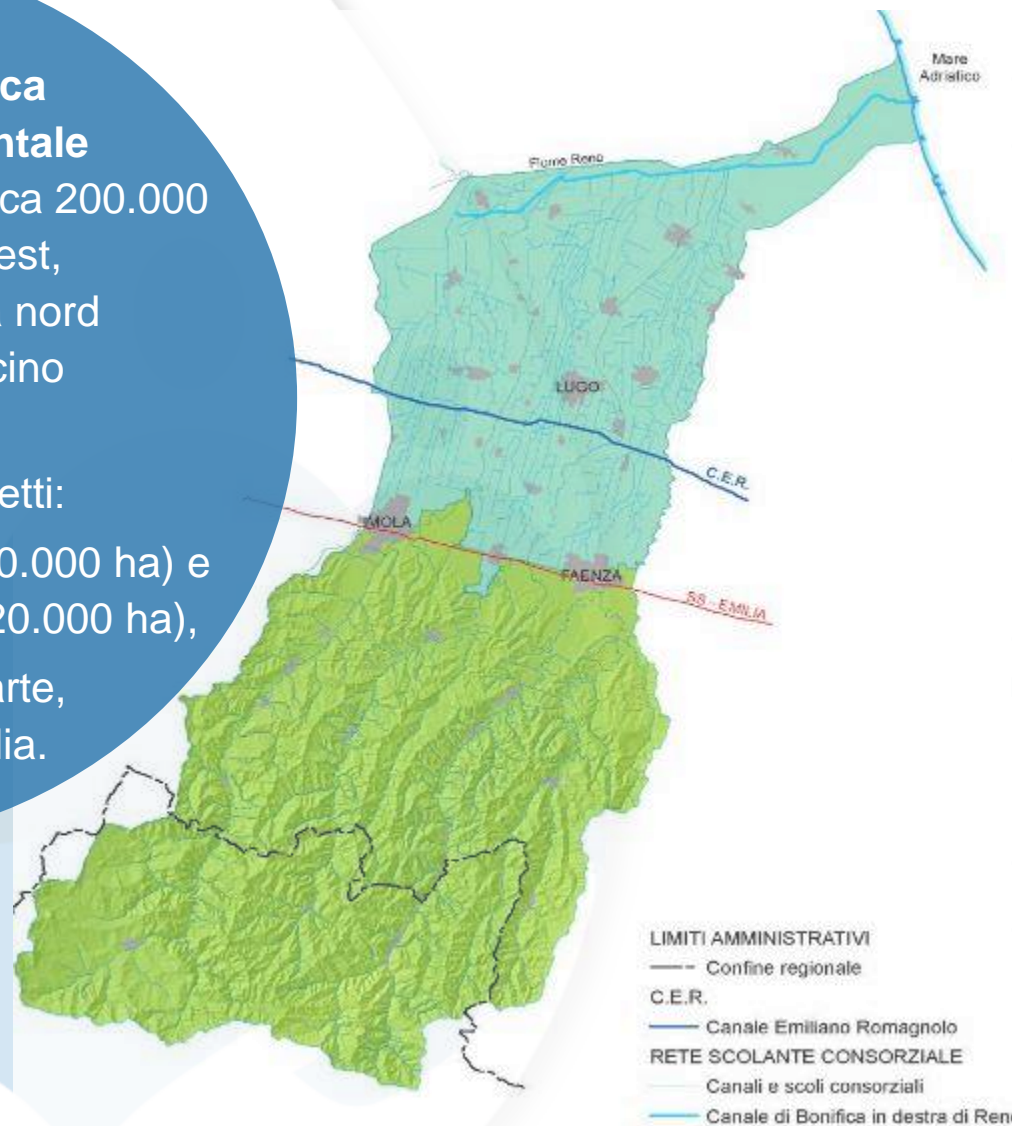 ca
ntale
ca 200.000
est,
a nord
cino
etti:
0.000 ha) e
20.000 ha),
arte,
lia.
Mare
Adriatico
Fiume Reno
LUGO
C.E.R.
IMOLA
FAENZA
SS - EMILIA
LIMITI AMMINISTRATIVI
Confine regionale
C.E.R.
Canale Emiliano Romagnolo
RETE SCOLANTE CONSORZIALE
Canali e scoli consorziali
Canale di Bonifica in destra di Reno